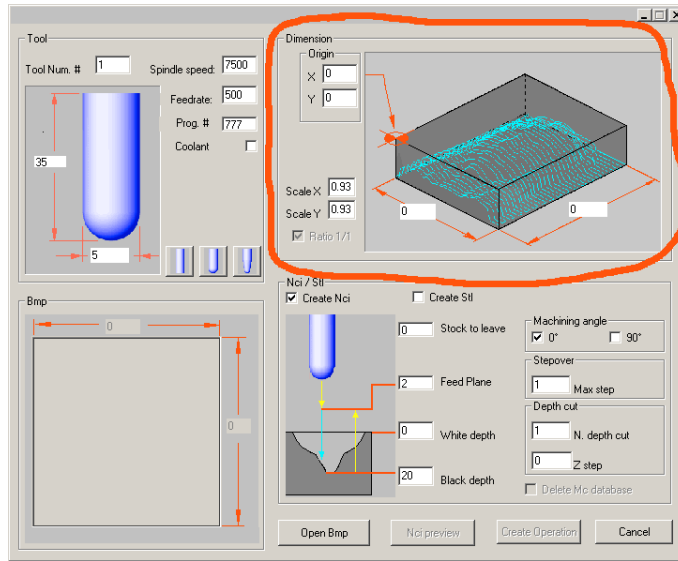 Tool
Tool Num. # 1 Spindle speed: 7500
Feedrate: 500
Prog. # 777
Coolant
35
5
Dimension
Origin
X 0
Y 0
Scale X 0.93
Scale Y 0.93
Ratio 1/1
0
0
Bmp
0
0
Nci / Stl
Create Nci Create Stl
0 Stock to leave
2 Feed Plane
0 White depth
20 Black depth
Machining angle
0° 90°
Stepover
1 Max step
Depth cut
1 N. depth cut
0 Z step
Delete Mc database
Open Bmp Nci preview Create Operation Cancel